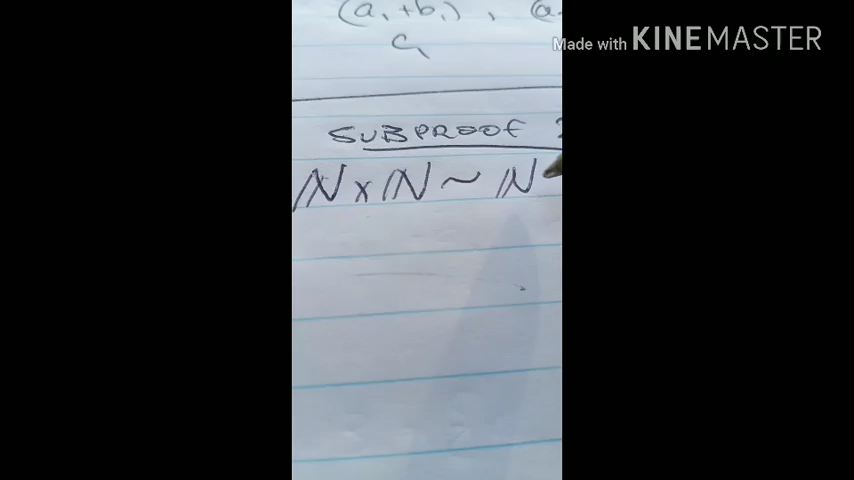 (a₁+b₁), (a
c₁
Made with KINEMASTER
SUBPROOF
ℕ x ℕ ~ ℕ